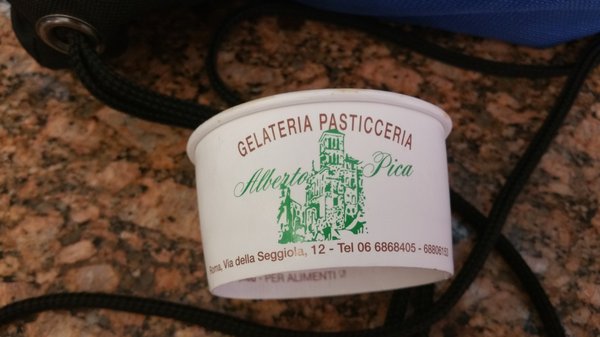 GELATERIA PASTICCERIA
Alberto Pica
Roma, Via della Seggiola, 12 - Tel 06 6868405 -
- PER ALIMENTI